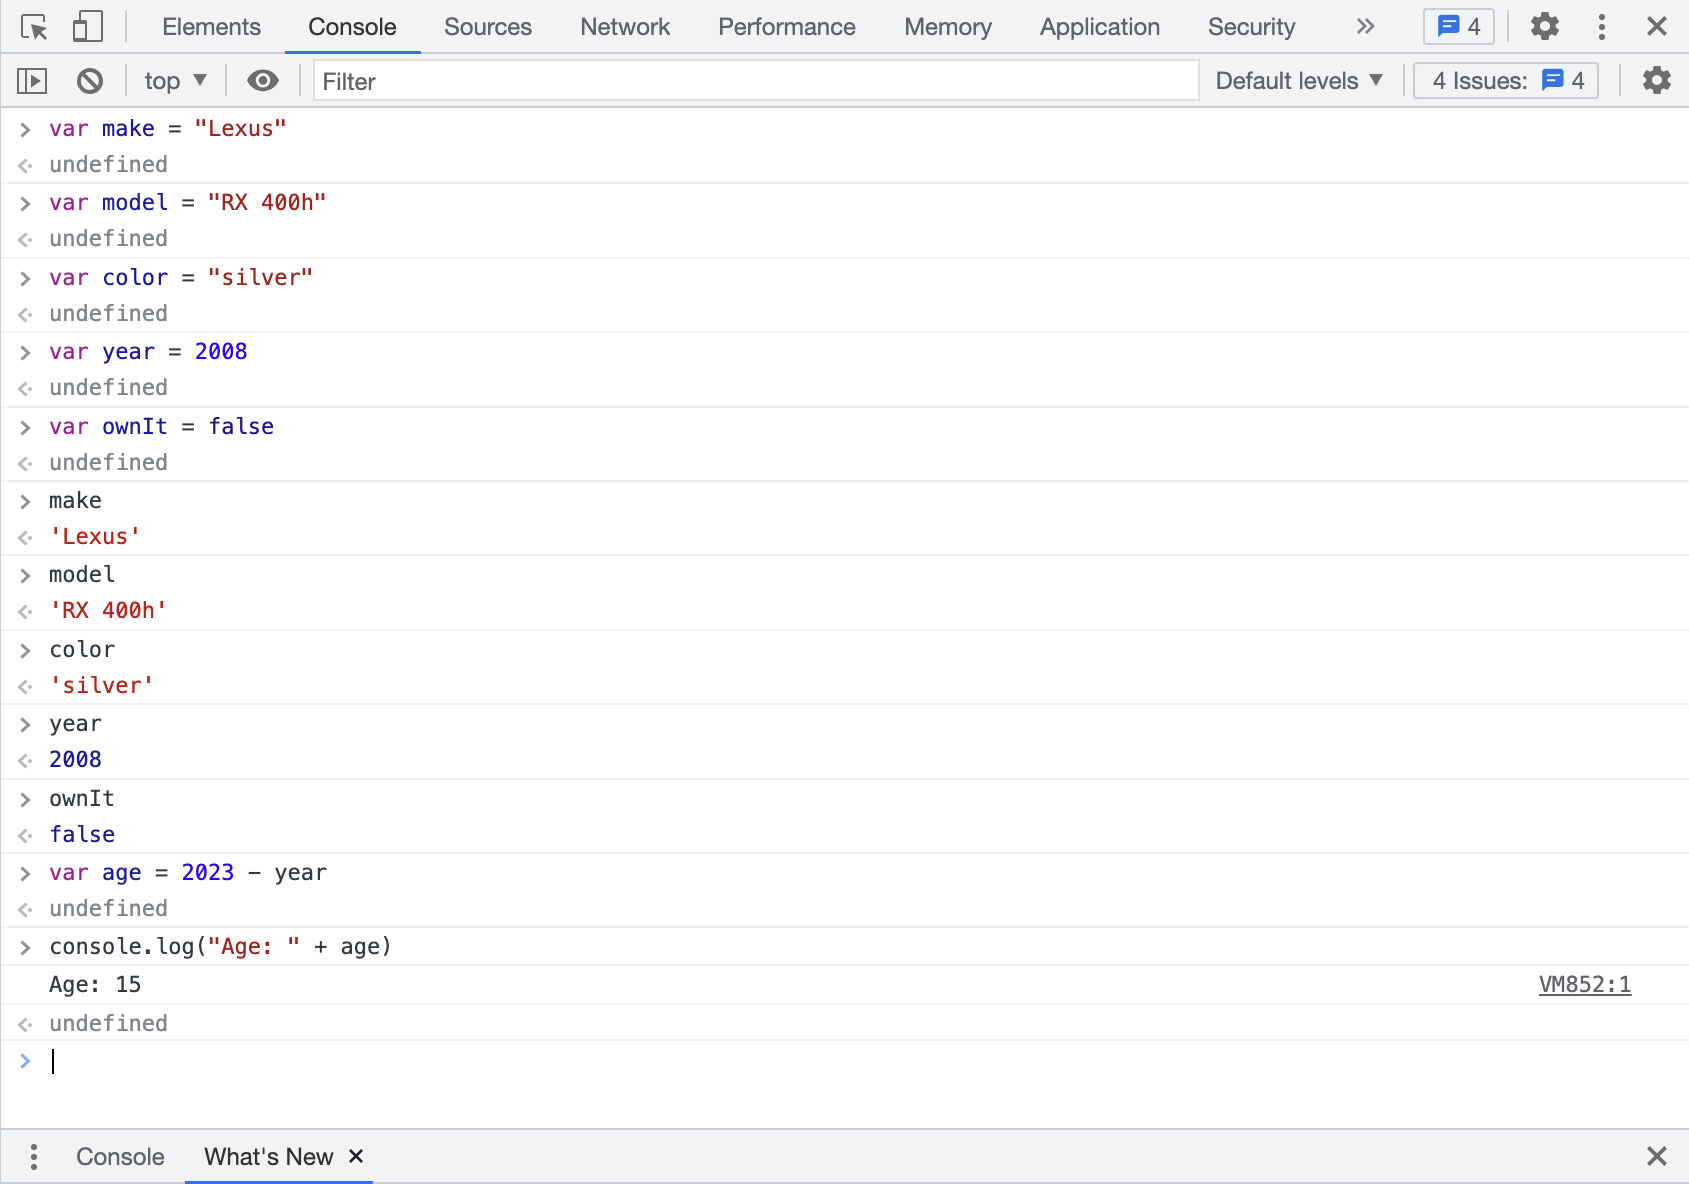 Elements Console Sources Network Performance Memory Application Security » 4
top ▼ Filter Default levels ▼ 4 Issues: 4
> var make = "Lexus"
undefined
> var model = "RX 400h"
undefined
> var color = "silver"
undefined
> var year = 2008
undefined
> var ownIt = false
undefined
> make
'Lexus'
> model
'RX 400h'
> color
'silver'
> year
2008
> ownIt
false
> var age = 2023 - year
undefined
> console.log("Age: " + age)
Age: 15 VM852:1
undefined
>
Console What's New ×